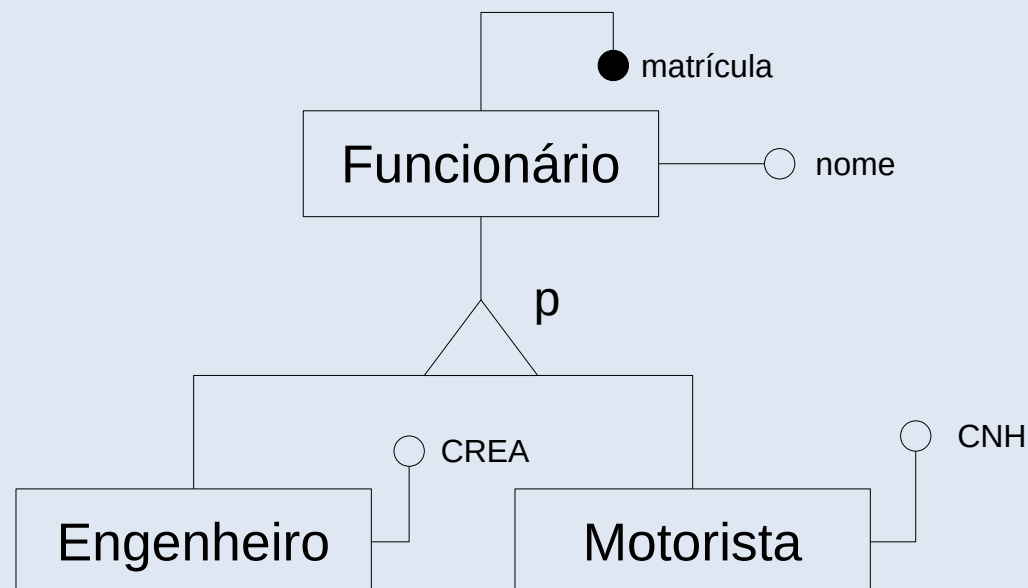 matrícula
Funcionário
nome
p
CREA
CNH
Engenheiro
Motorista